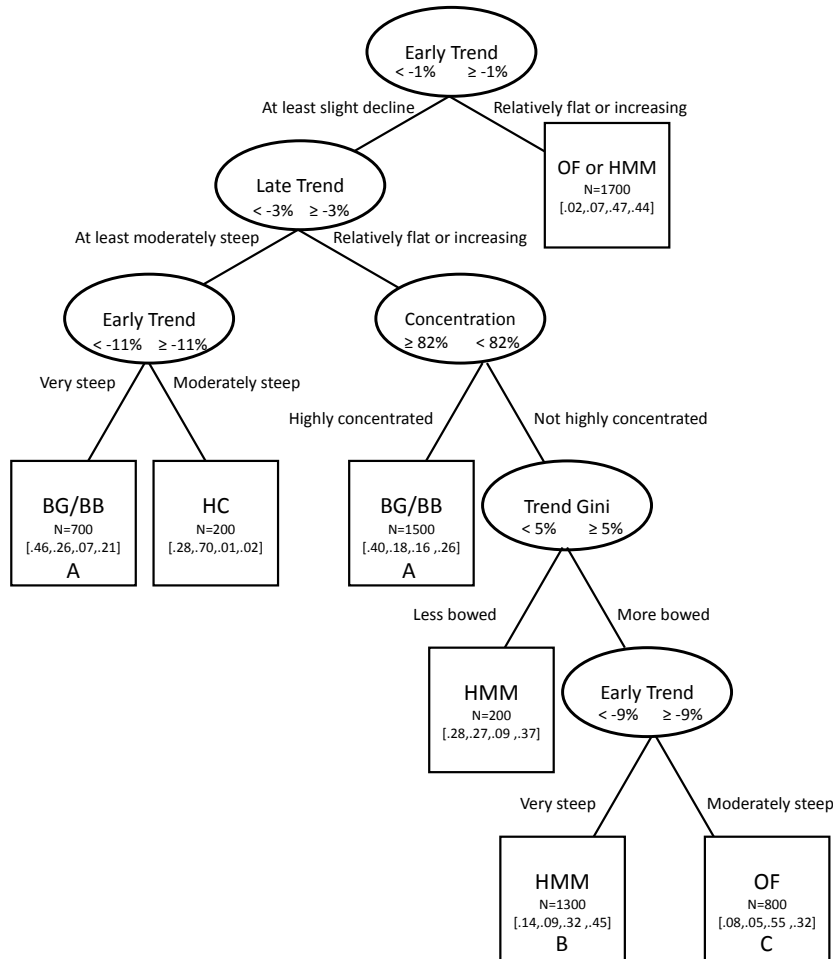 Early Trend
< -1% ≥ -1%
At least slight decline Relatively flat or increasing
OF or HMM
N=1700
[.02,.07,.47,.44]
Late Trend
< -3% ≥ -3%
At least moderately steep Relatively flat or increasing
Early Trend
< -11% ≥ -11%
Concentration
≥ 82% < 82%
Very steep Moderately steep
Highly concentrated Not highly concentrated
BG/BB
N=700
[.46,.26,.07,.21]
A
HC
N=200
[.28,.70,.01,.02]
BG/BB
N=1500
[.40,.18,.16 ,.26]
A
Trend Gini
< 5% ≥ 5%
Less bowed More bowed
HMM
N=200
[.28,.27,.09 ,.37]
Early Trend
< -9% ≥ -9%
Very steep Moderately steep
HMM
N=1300
[.14,.09,.32 ,.45]
B
OF
N=800
[.08,.05,.55 ,.32]
C